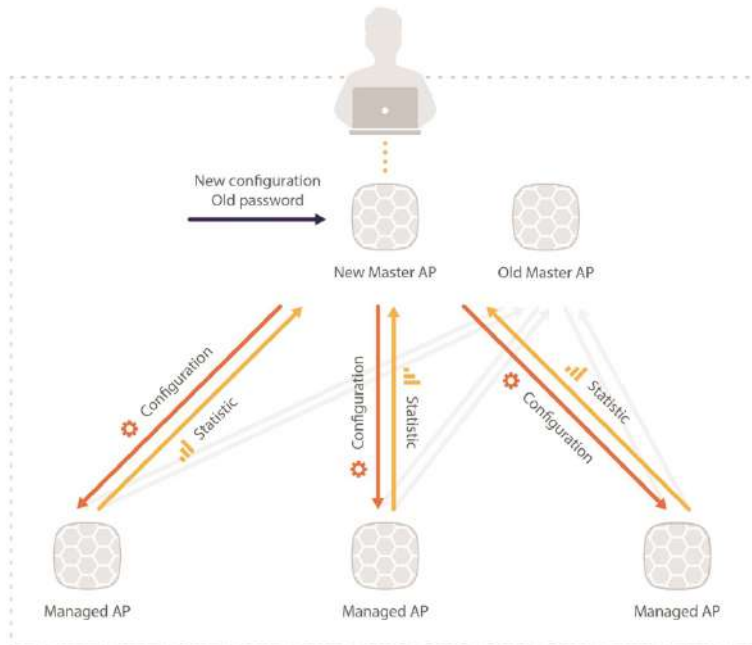 New configuration
Old password
New Master AP
Old Master AP
Configuration
Statistic
Configuration
Statistic
Statistic
Configuration
Managed AP
Managed AP
Managed AP